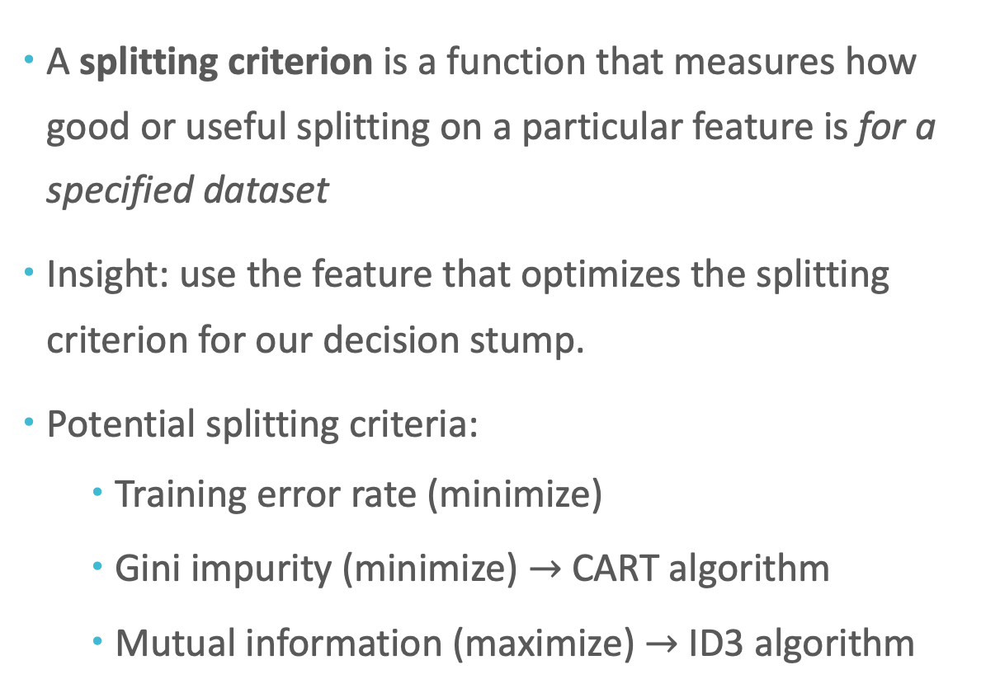 • A splitting criterion is a function that measures how
good or useful splitting on a particular feature is for a
specified dataset
• Insight: use the feature that optimizes the splitting
criterion for our decision stump.
• Potential splitting criteria:
• Training error rate (minimize)
• Gini impurity (minimize) → CART algorithm
• Mutual information (maximize) → ID3 algorithm